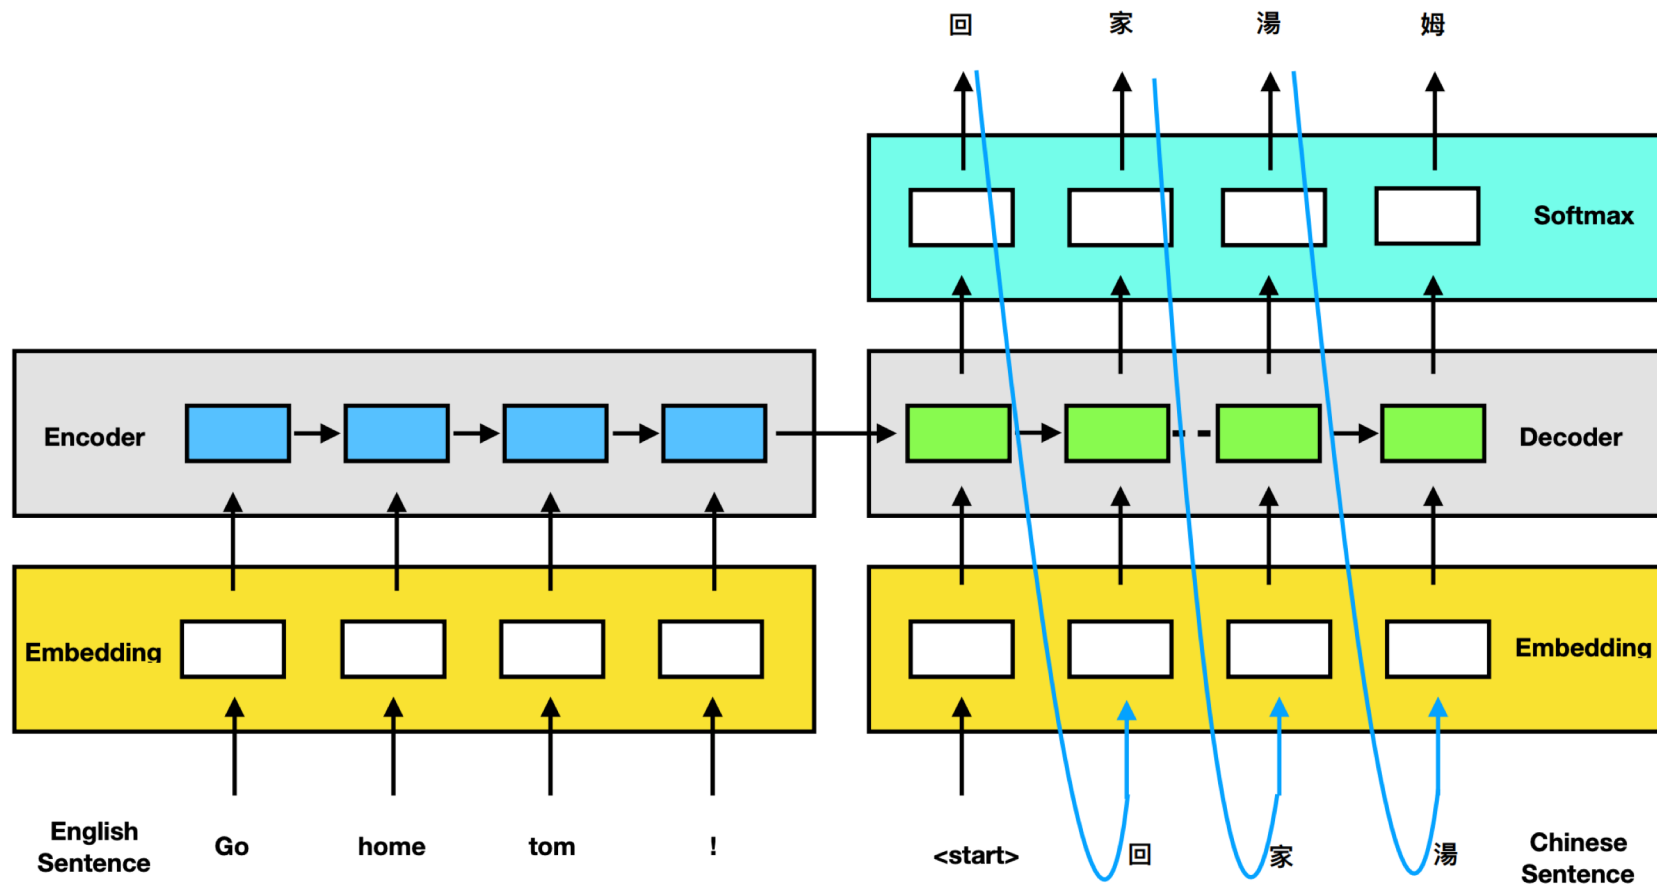 回 家 湯 姆
Softmax
Encoder
Decoder
Embedding
Embedding
English
Sentence
Go home tom !
<start> 回 家 湯
Chinese
Sentence